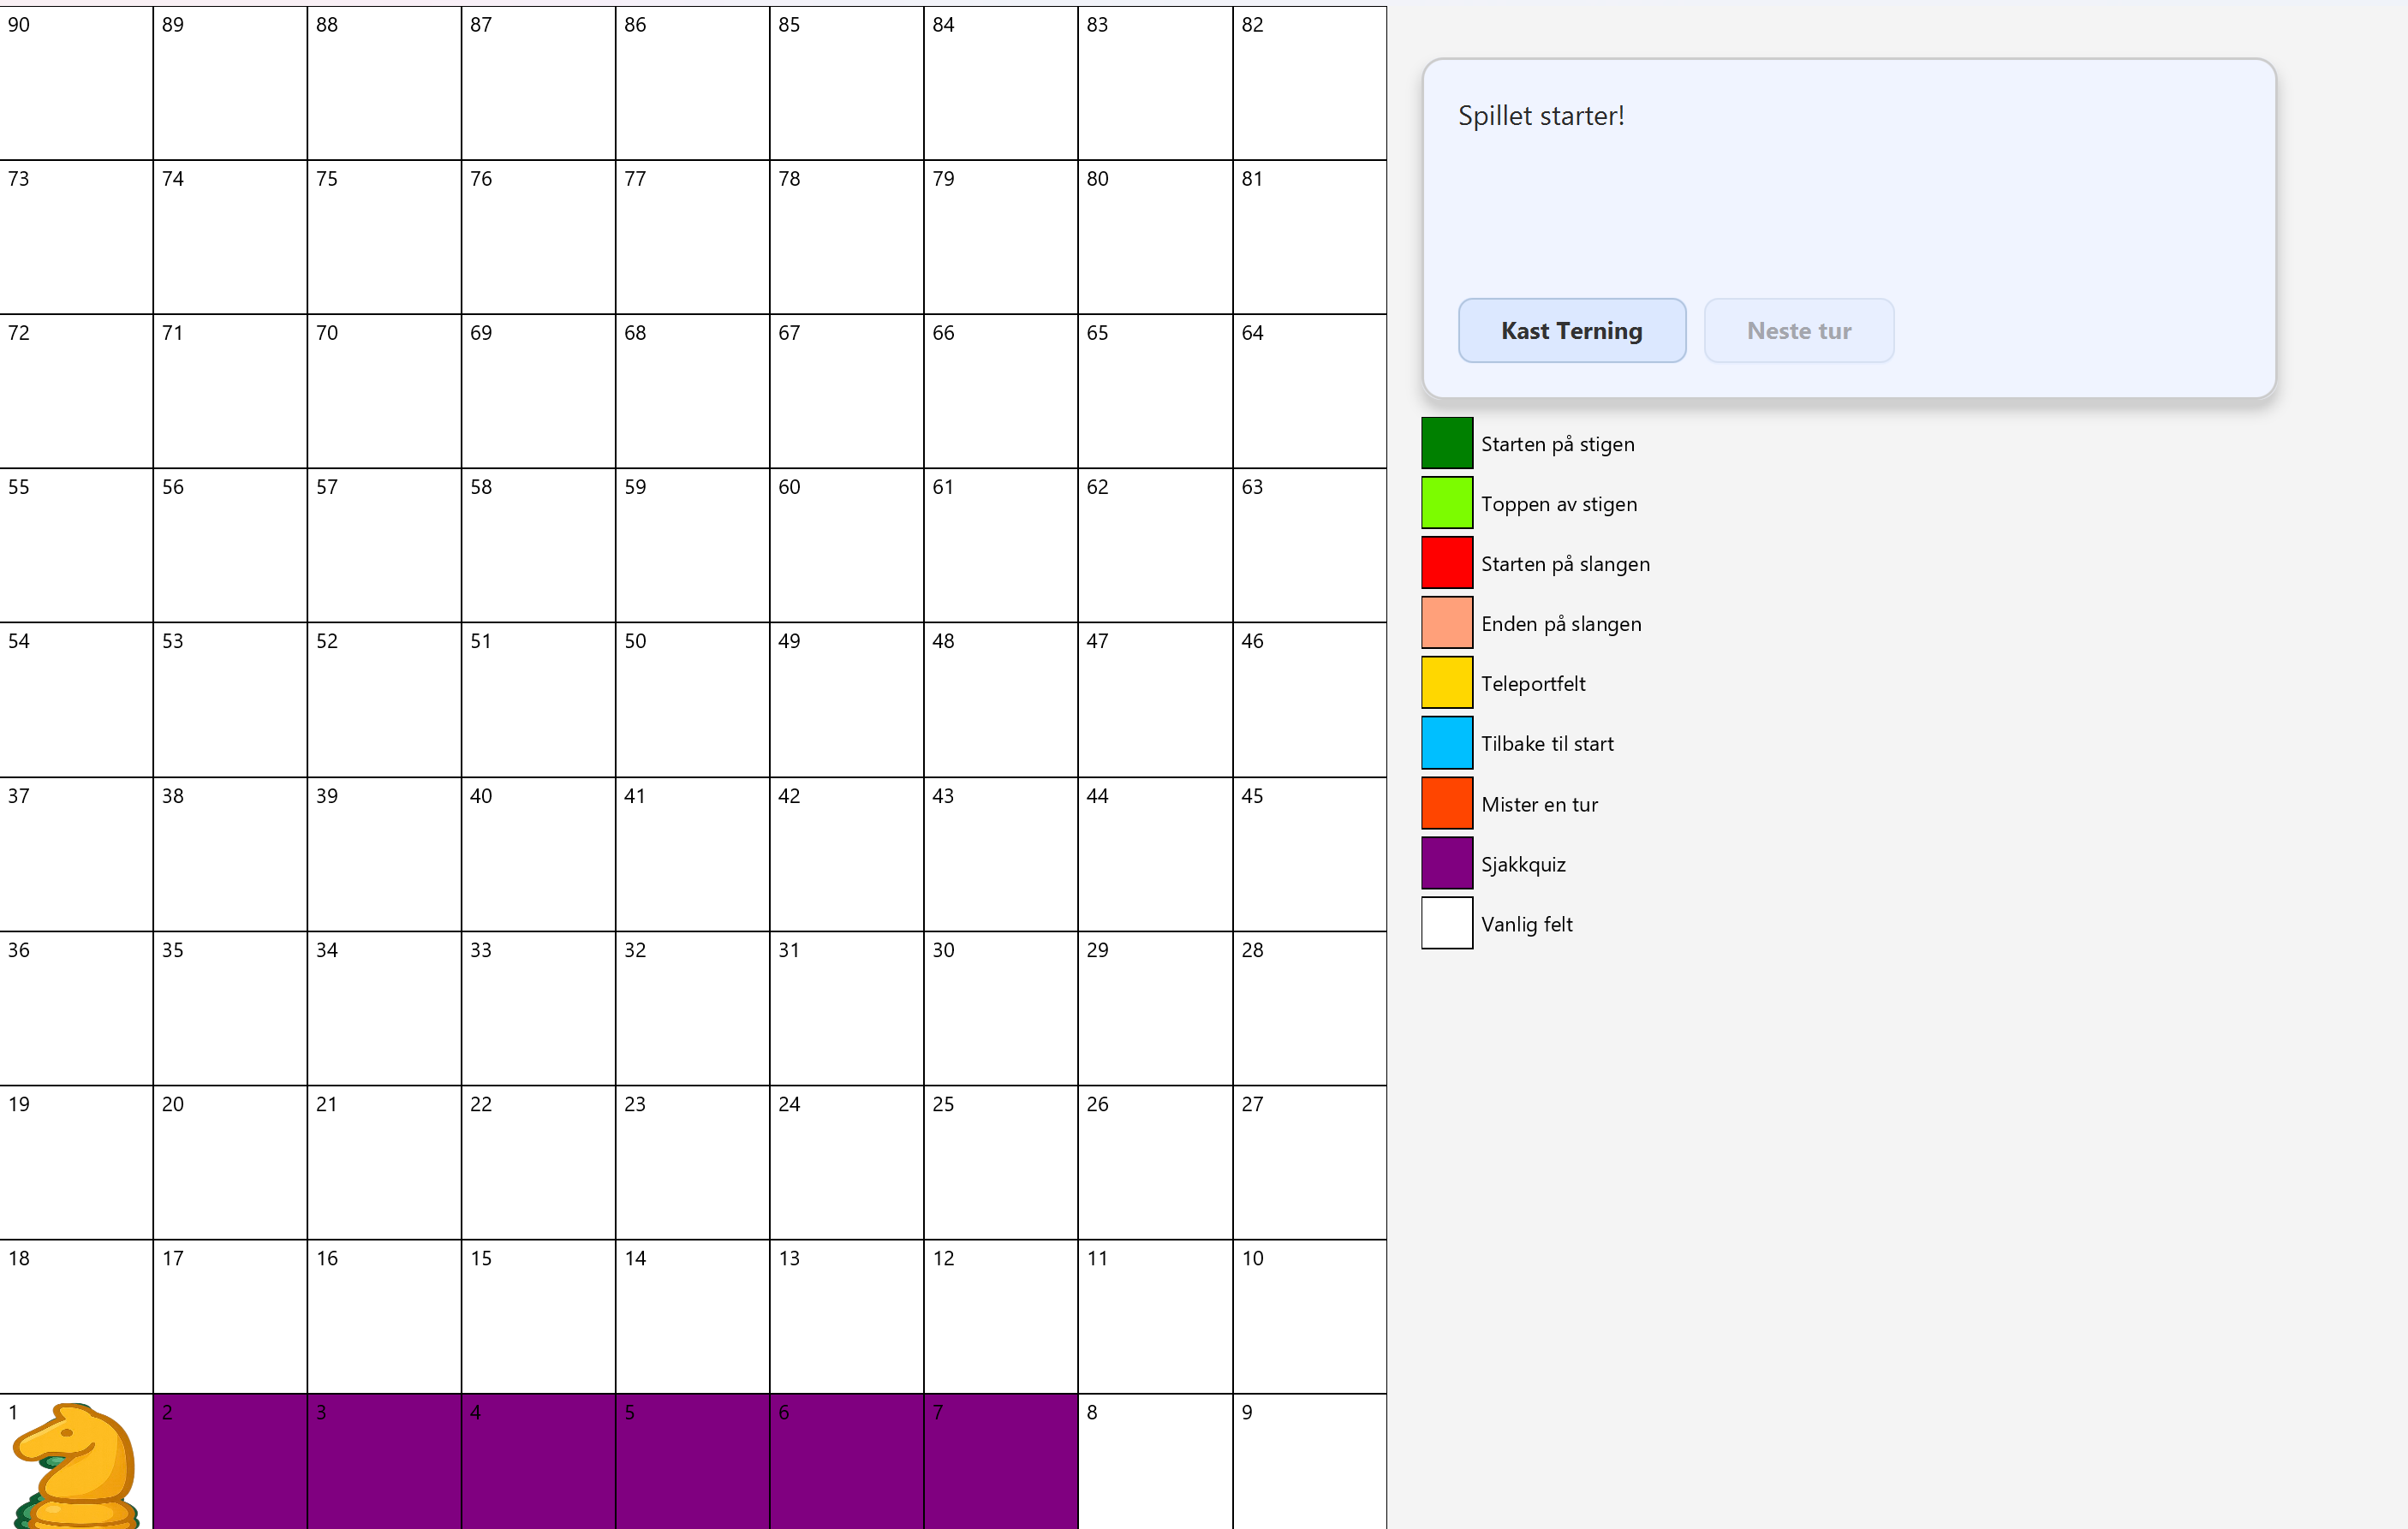 90 89 88 87 86 85 84 83 82
73 74 75 76 77 78 79 80 81
72 71 70 69 68 67 66 65 64
55 56 57 58 59 60 61 62 63
54 53 52 51 50 49 48 47 46
37 38 39 40 41 42 43 44 45
36 35 34 33 32 31 30 29 28
19 20 21 22 23 24 25 26 27
18 17 16 15 14 13 12 11 10
1 2 3 4 5 6 7 8 9
Spillet starter!
Kast Terning Neste tur
Starten på stigen
Toppen av stigen
Starten på slangen
Enden på slangen
Teleportfelt
Tilbake til start
Mister en tur
Sjakkquiz
Vanlig felt